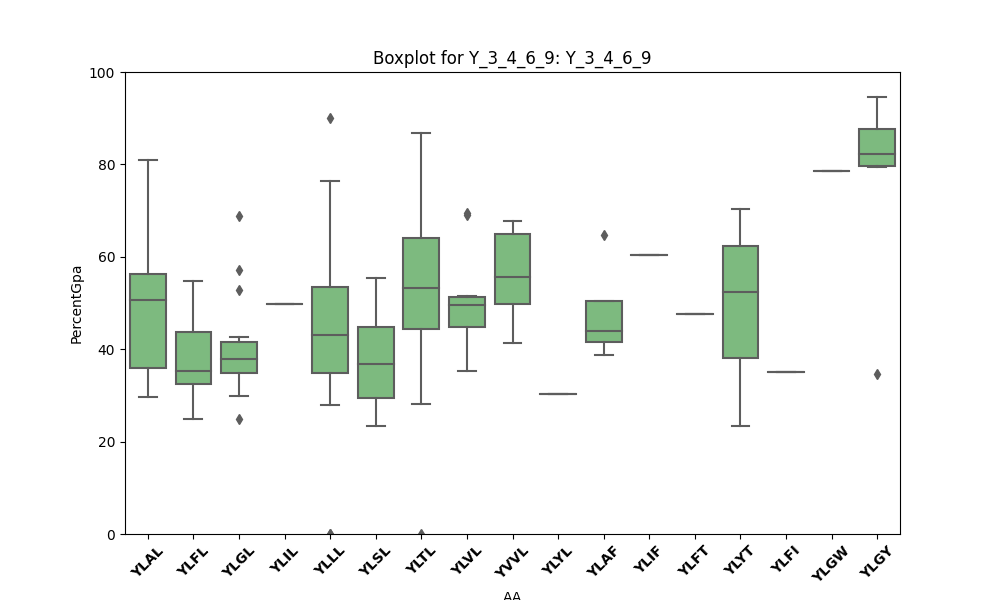 Boxplot for Y_3_4_6_9: Y_3_4_6_9
100
80
60
40
20
0
PercentGpa
YLAL YLFL YLGL YLIL YLLL YLSL YLTL YLVL YVVL YLYL YLAF YLIF YLFT YLYT YLFI YLGW YLGY
AA